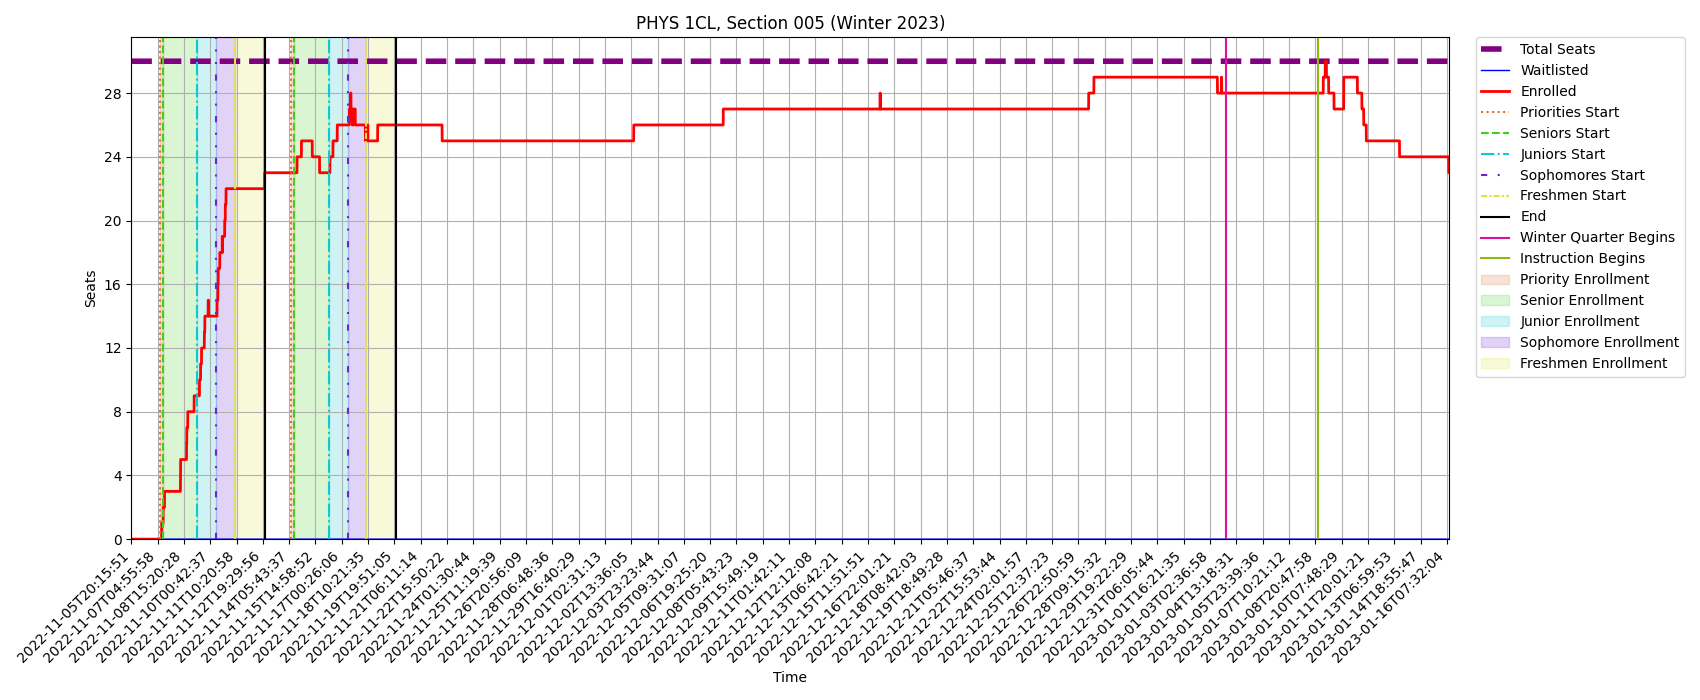 PHYS 1CL, Section 005 (Winter 2023)
Seats
28
24
20
16
12
8
4
0
2022-11-05T20:15:51
2022-11-07T04:55:58
2022-11-08T15:20:28
2022-11-10T00:42:37
2022-11-11T10:20:58
2022-11-12T19:29:56
2022-11-14T05:43:37
2022-11-15T14:58:52
2022-11-17T00:26:06
2022-11-18T10:21:35
2022-11-19T19:51:05
2022-11-21T06:11:14
2022-11-22T15:50:22
2022-11-24T01:30:44
2022-11-25T11:19:39
2022-11-26T20:56:09
2022-11-28T06:48:36
2022-11-29T16:40:29
2022-12-01T02:31:13
2022-12-02T13:36:05
2022-12-03T23:23:44
2022-12-05T09:31:07
2022-12-06T19:25:20
2022-12-08T05:43:23
2022-12-09T15:49:19
2022-12-11T01:42:11
2022-12-12T12:12:08
2022-12-13T06:42:21
2022-12-15T11:51:51
2022-12-16T22:01:21
2022-12-18T08:42:03
2022-12-19T18:49:28
2022-12-21T05:46:37
2022-12-22T15:53:44
2022-12-24T02:01:57
2022-12-25T12:37:23
2022-12-26T22:50:59
2022-12-28T09:15:32
2022-12-29T19:22:29
2022-12-31T06:05:44
2023-01-01T16:21:35
2023-01-03T02:36:58
2023-01-04T13:18:31
2023-01-05T23:39:36
2023-01-07T10:21:12
2023-01-08T20:47:58
2023-01-10T07:48:29
2023-01-11T20:01:21
2023-01-13T06:59:53
2023-01-14T18:55:47
2023-01-16T07:32:04
Time
Total Seats
Waitlisted
Enrolled
Priorities Start
Seniors Start
Juniors Start
Sophomores Start
Freshmen Start
End
Winter Quarter Begins
Instruction Begins
Priority Enrollment
Senior Enrollment
Junior Enrollment
Sophomore Enrollment
Freshmen Enrollment